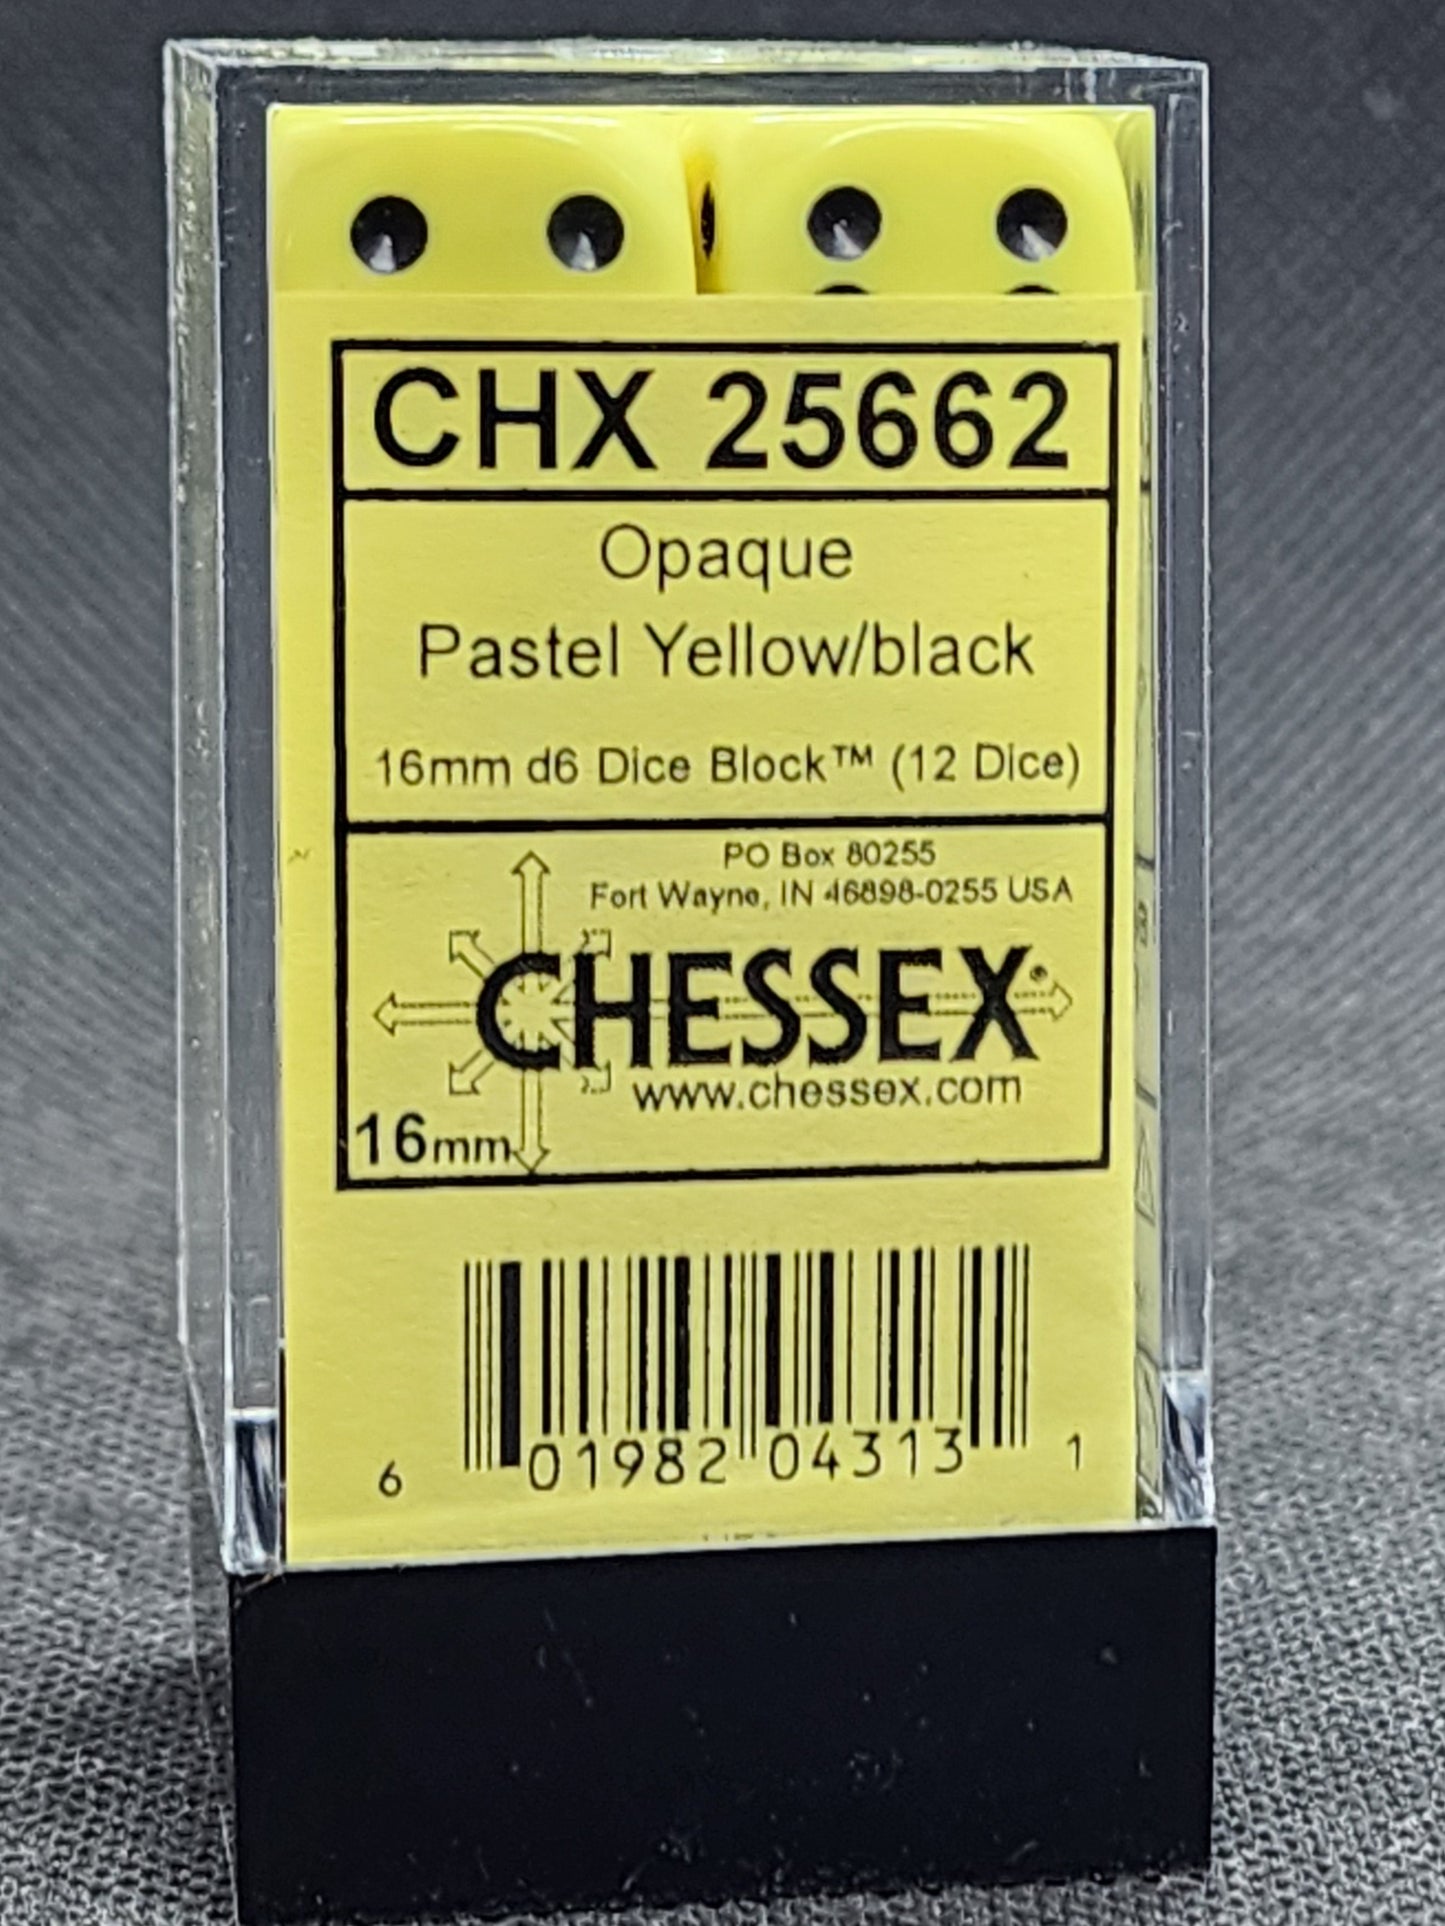 CHX 25662
Opaque
Pastel Yellow/black
16mm d6 Dice Block™ (12 Dice)
PO Box 80255
Fort Wayne, IN 46898-0255 USA
CHESSEX®
www.chessex.com
16mm
6 01982 04313 1